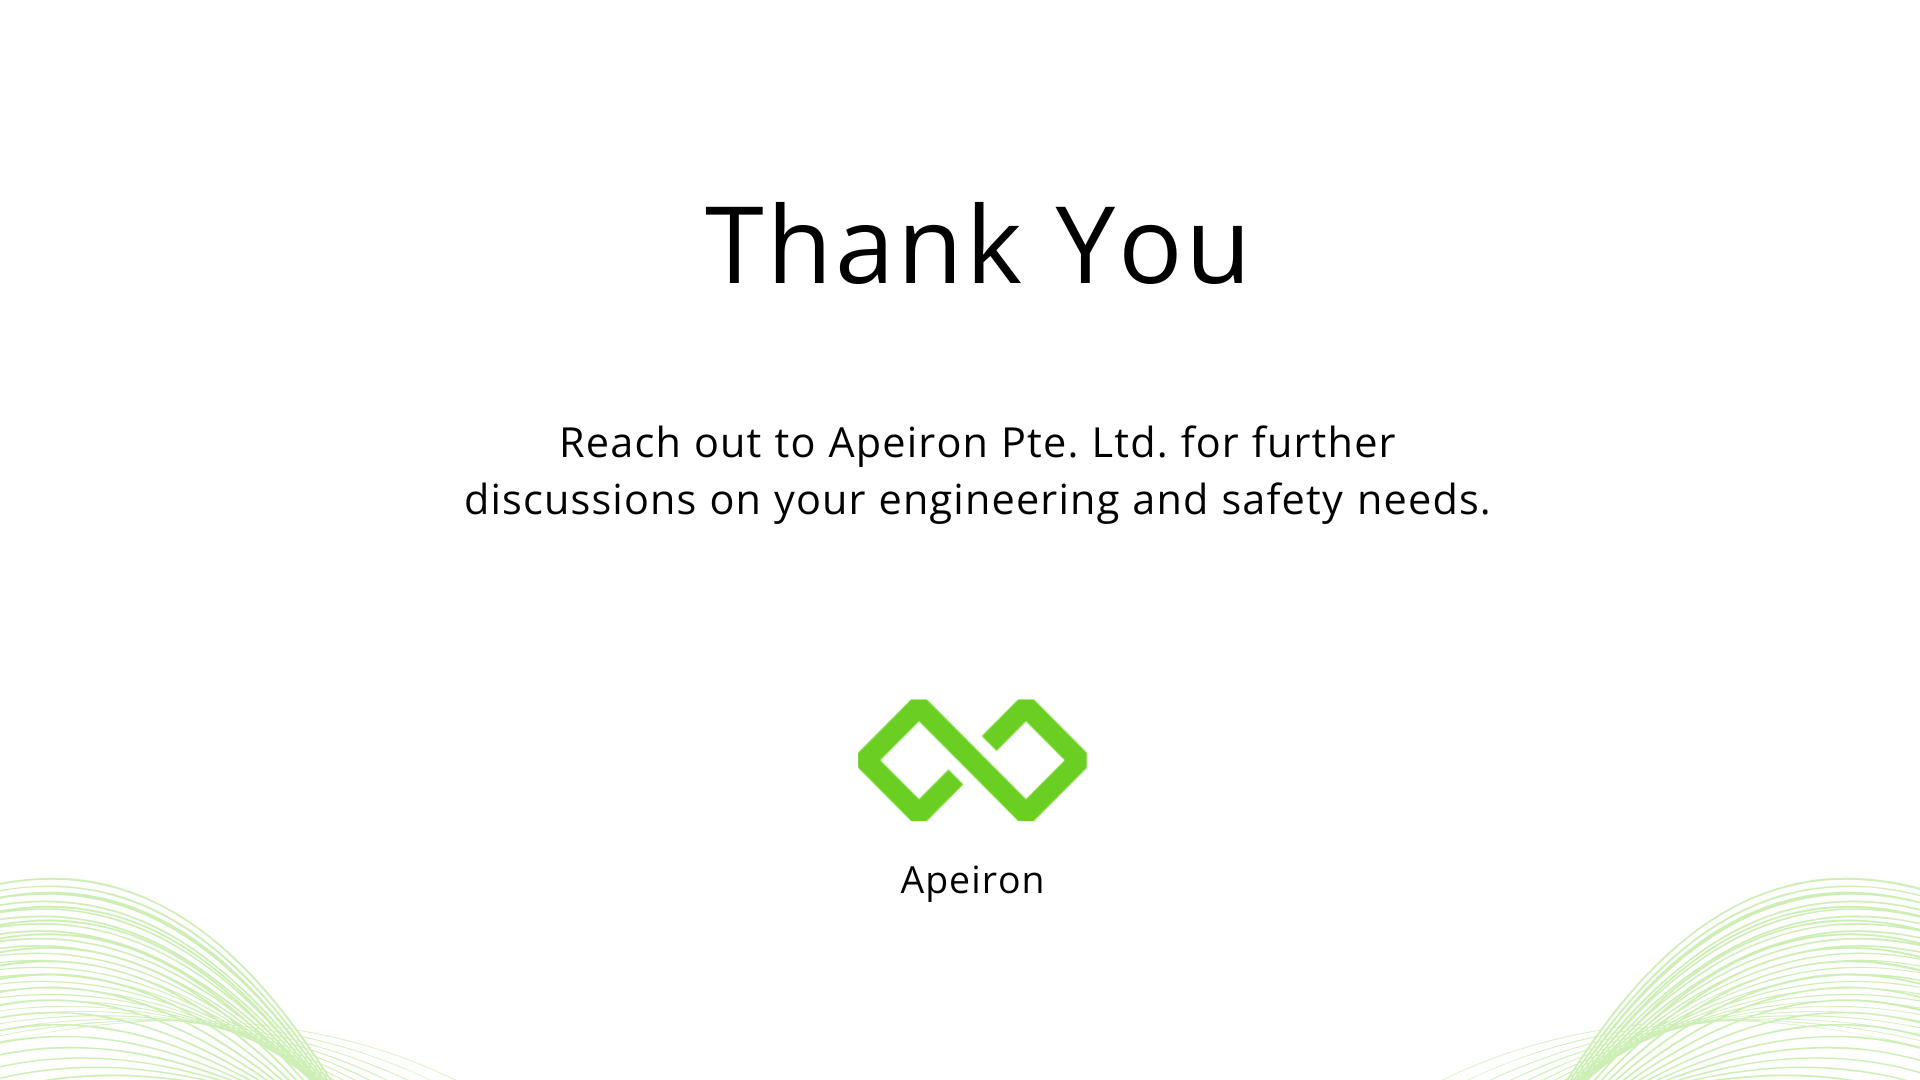 Thank You
Reach out to Apeiron Pte. Ltd. for further
discussions on your engineering and safety needs.
Apeiron